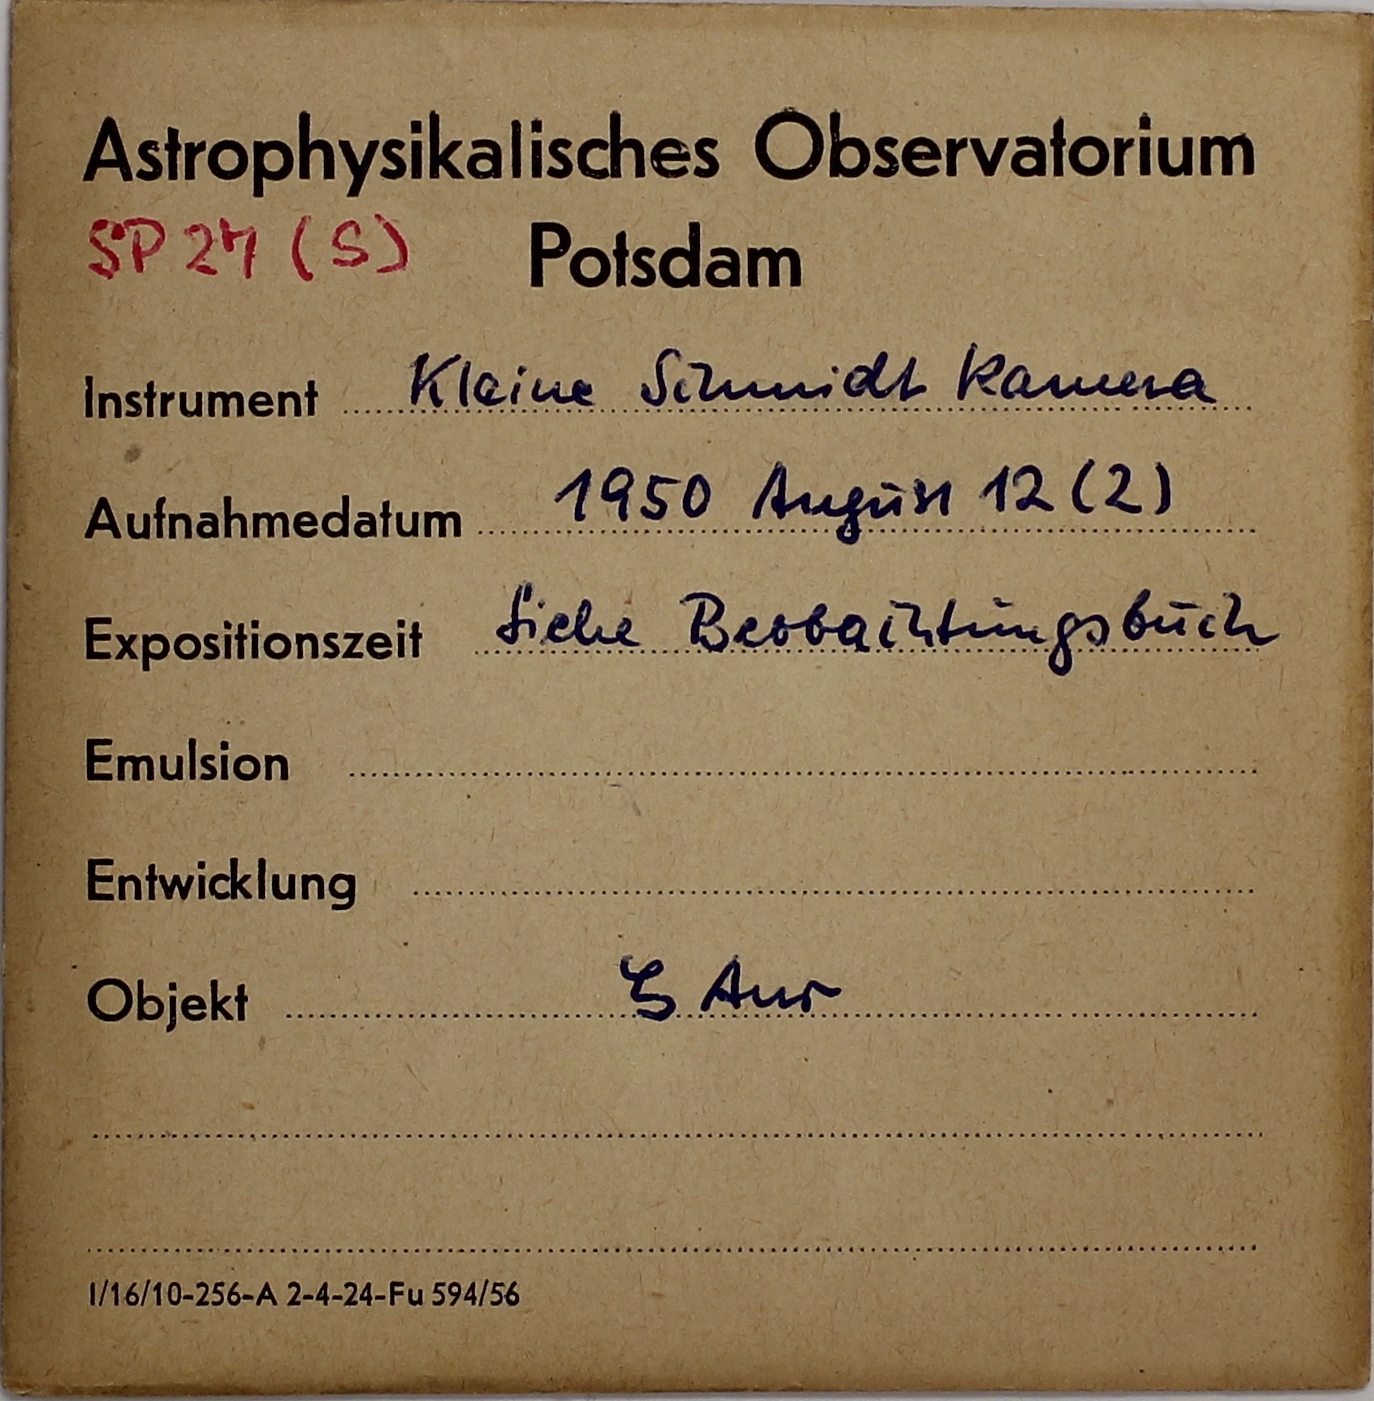 Astrophysikalisches Observatorium
SP 27 (S) Potsdam
Instrument Kleine Schmidt Kamera
Aufnahmedatum 1950 August 12 (2)
Expositionszeit Siehe Beobachtungsbuch
Emulsion
Entwicklung
Objekt ζ Aur
I/16/10-256-A 2-4-24-Fu 594/56